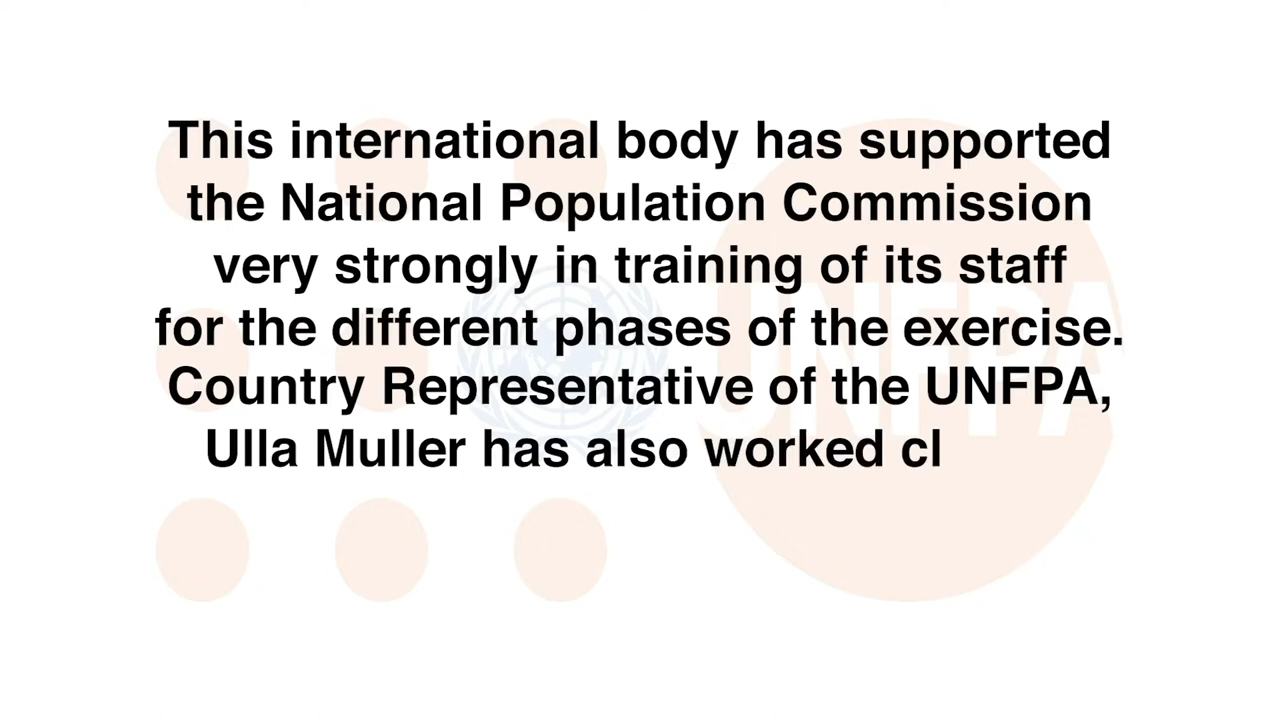 This international body has supported
the National Population Commission
very strongly in training of its staff
for the different phases of the exercise.
Country Representative of the UNFPA,
Ulla Muller has also worked cl
UNFPA